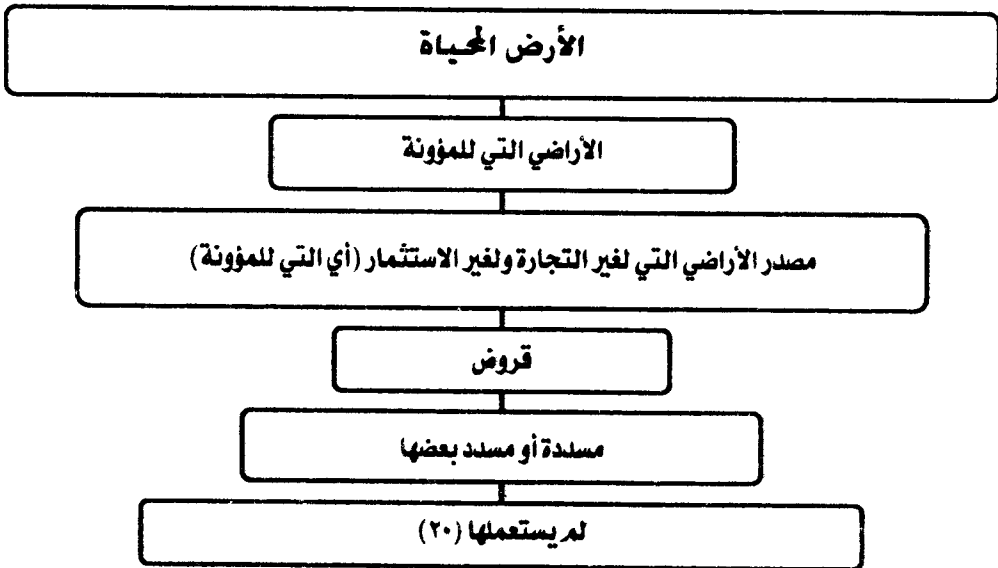 الأرض المحياة
الأراضي التي للمؤونة
مصدر الأراضي التي لغير التجارة ولغير الاستثمار (أي التي للمؤونة)
قروض
مسددة أو مسدد بعضها
لم يستعملها (٢٠)